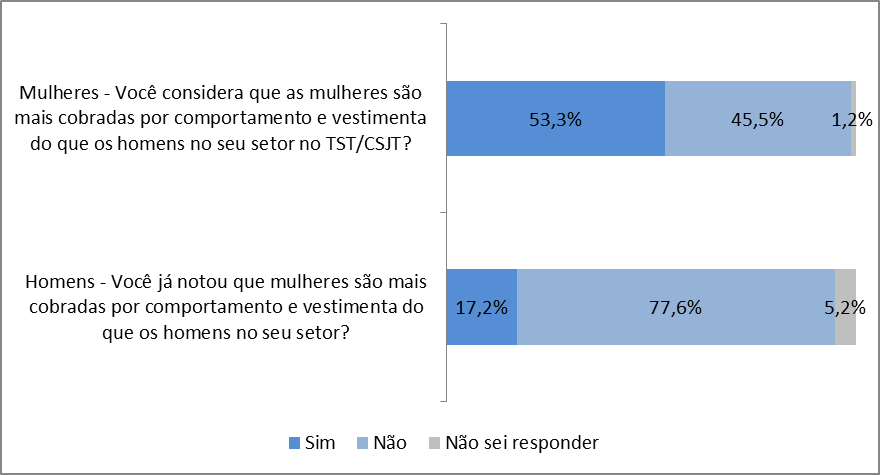 Mulheres - Você considera que as mulheres são
mais cobradas por comportamento e vestimenta
do que os homens no seu setor no TST/CSJT?
53,3% 45,5% 1,2%
Homens - Você já notou que mulheres são mais
cobradas por comportamento e vestimenta do
que os homens no seu setor?
17,2% 77,6% 5,2%
Sim Não Não sei responder